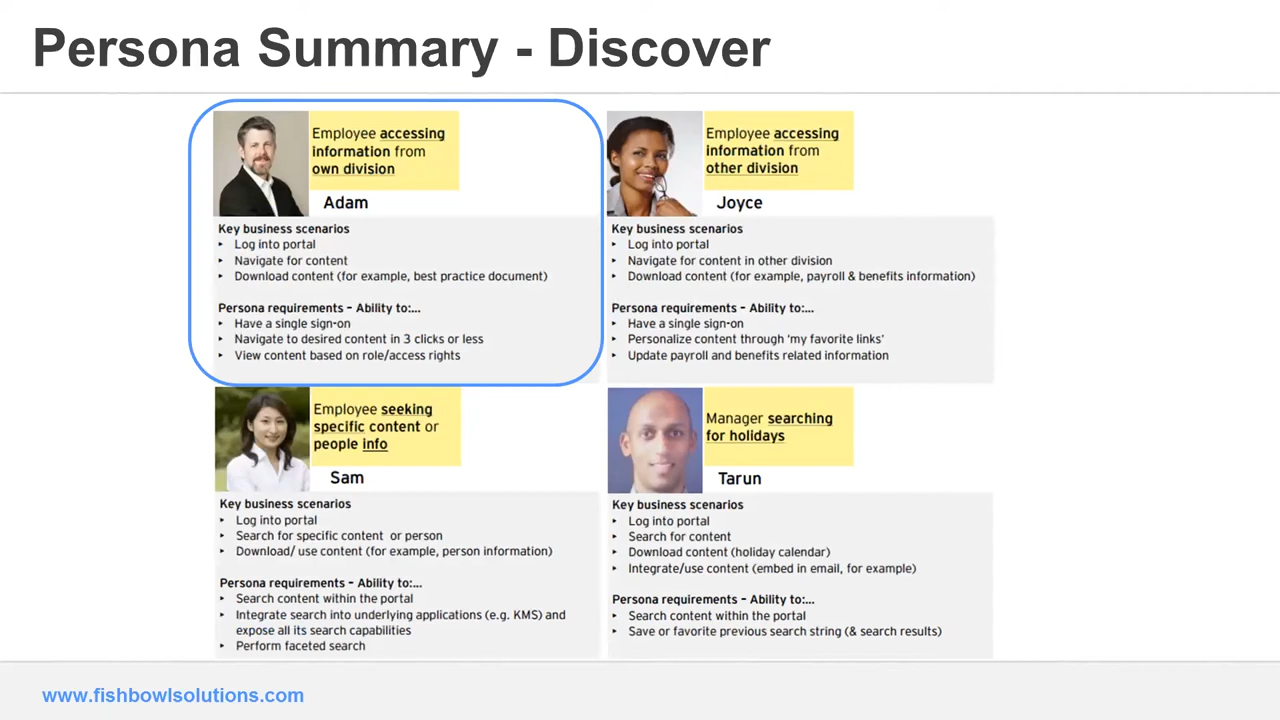 Persona Summary - Discover
Employee accessing
information from
own division
Adam
Key business scenarios
‣ Log into portal
‣ Navigate for content
‣ Download content (for example, best practice document)
Persona requirements – Ability to:...
‣ Have a single sign-on
‣ Navigate to desired content in 3 clicks or less
‣ View content based on role/access rights
Employee accessing
information from
other division
Joyce
Key business scenarios
‣ Log into portal
‣ Navigate for content in other division
‣ Download content (for example, payroll & benefits information)
Persona requirements – Ability to:...
‣ Have a single sign-on
‣ Personalize content through 'my favorite links'
‣ Update payroll and benefits related information
Employee seeking
specific content or
people info
Sam
Key business scenarios
‣ Log into portal
‣ Search for specific content or person
‣ Download/ use content (for example, person information)
Persona requirements – Ability to:...
‣ Search content within the portal
‣ Integrate search into underlying applications (e.g. KMS) and
expose all its search capabilities
‣ Perform faceted search
Manager searching
for holidays
Tarun
Key business scenarios
‣ Log into portal
‣ Search for content
‣ Download content (holiday calendar)
‣ Integrate/use content (embed in email, for example)
Persona requirements – Ability to:...
‣ Search content within the portal
‣ Save or favorite previous search string (& search results)
www.fishbowlsolutions.com